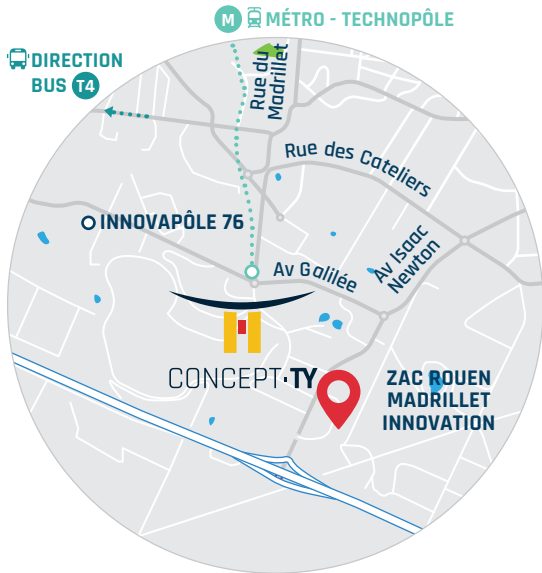 M MÉTRO - TECHNOPÔLE
DIRECTION
BUS T4
Rue du
Madrillet
Rue des Cateliers
INNOVAPÔLE 76
Av Isaac
Newton
Av Galilée
CONCEPT·TY
ZAC ROUEN
MADRILLET
INNOVATION